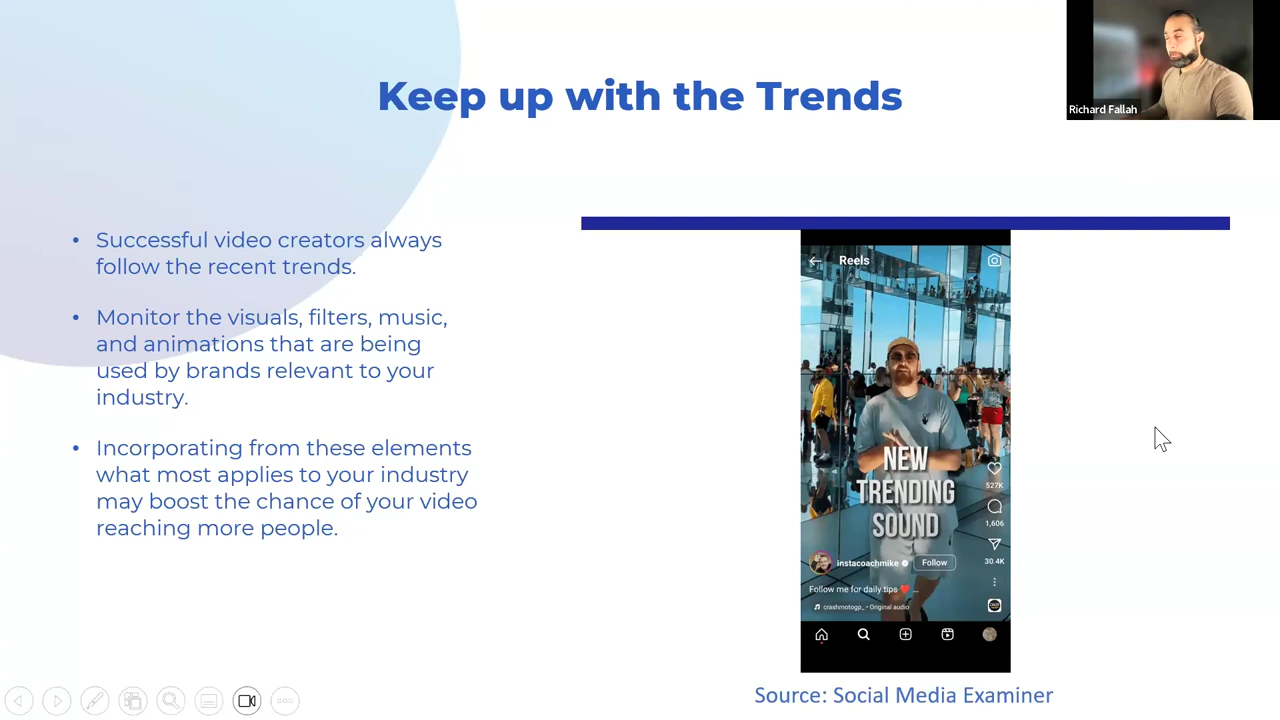 Keep up with the Trends
Richard Fallah
• Successful video creators always
follow the recent trends.
• Monitor the visuals, filters, music,
and animations that are being
used by brands relevant to your
industry.
• Incorporating from these elements
what most applies to your industry
may boost the chance of your video
reaching more people.
Reels
NEW
TRENDING
SOUND
527K
1,606
30.4K
instacoachmike
Follow
Follow me for daily tips ❤️ ...
crashmotogp_ • Original audio
Source: Social Media Examiner